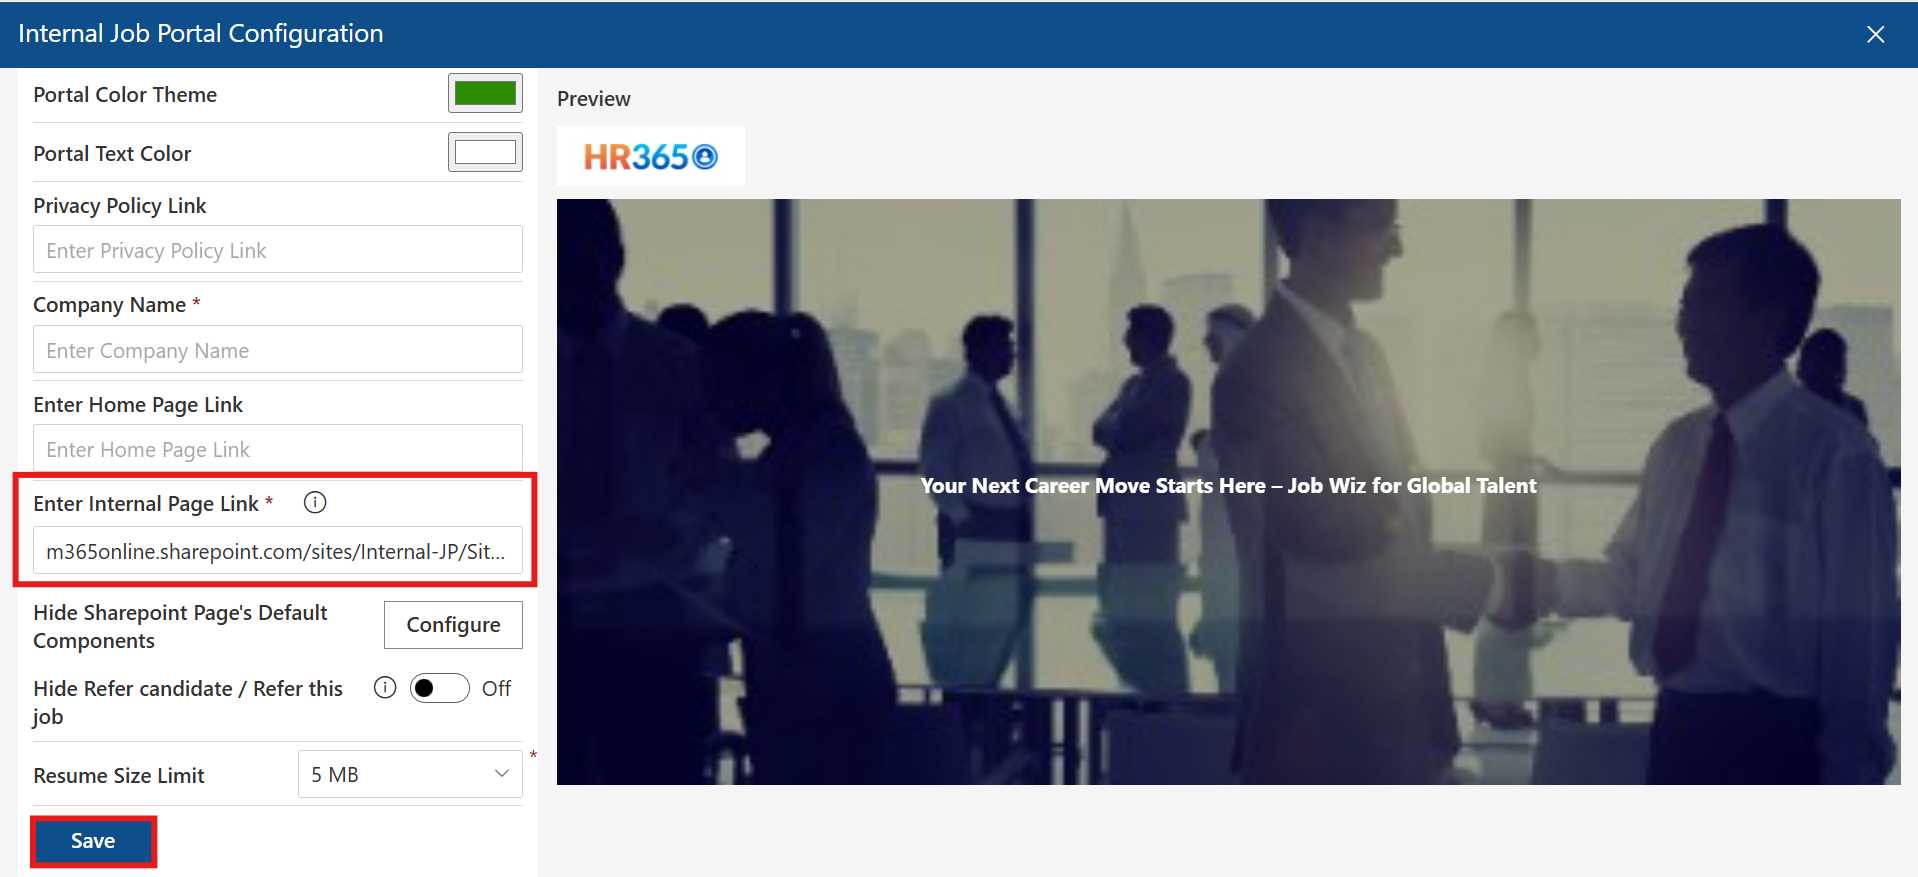 Internal Job Portal Configuration
Portal Color Theme
Portal Text Color
Privacy Policy Link
Enter Privacy Policy Link
Company Name *
Enter Company Name
Enter Home Page Link
Enter Home Page Link
Enter Internal Page Link *
m365online.sharepoint.com/sites/Internal-JP/Sit...
Hide Sharepoint Page's Default
Components
Configure
Hide Refer candidate / Refer this
job
Off
Resume Size Limit
5 MB
*
Save
Preview
HR365
Your Next Career Move Starts Here – Job Wiz for Global Talent